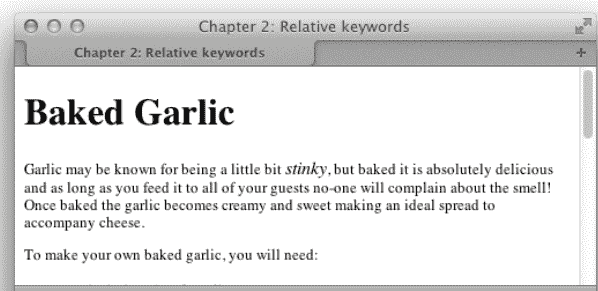 Chapter 2: Relative keywords
Chapter 2: Relative keywords
Baked Garlic
Garlic may be known for being a little bit stinky, but baked it is absolutely delicious
and as long as you feed it to all of your guests no-one will complain about the smell!
Once baked the garlic becomes creamy and sweet making an ideal spread to
accompany cheese.
To make your own baked garlic, you will need: